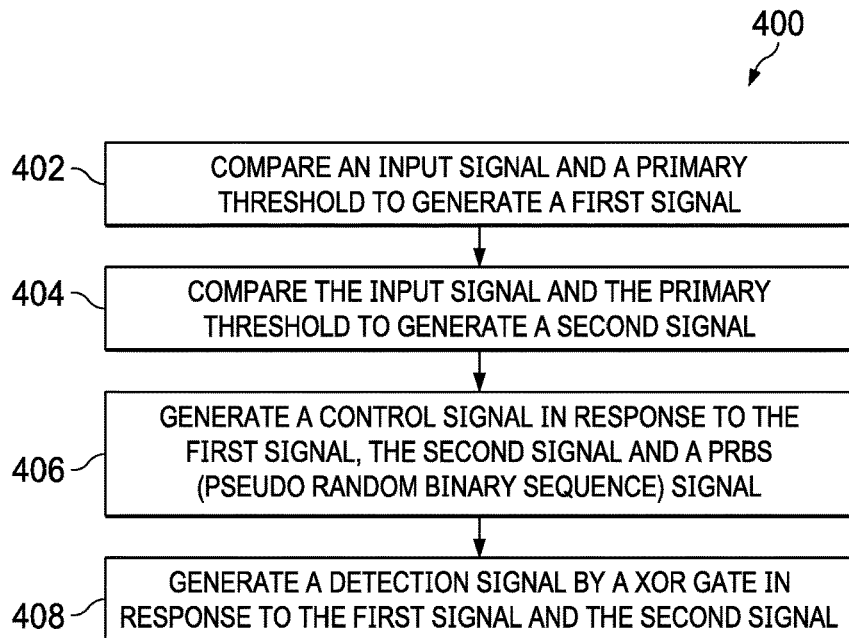 400
402
COMPARE AN INPUT SIGNAL AND A PRIMARY
THRESHOLD TO GENERATE A FIRST SIGNAL
404
COMPARE THE INPUT SIGNAL AND THE PRIMARY
THRESHOLD TO GENERATE A SECOND SIGNAL
406
GENERATE A CONTROL SIGNAL IN RESPONSE TO THE
FIRST SIGNAL, THE SECOND SIGNAL AND A PRBS
(PSEUDO RANDOM BINARY SEQUENCE) SIGNAL
408
GENERATE A DETECTION SIGNAL BY A XOR GATE IN
RESPONSE TO THE FIRST SIGNAL AND THE SECOND SIGNAL